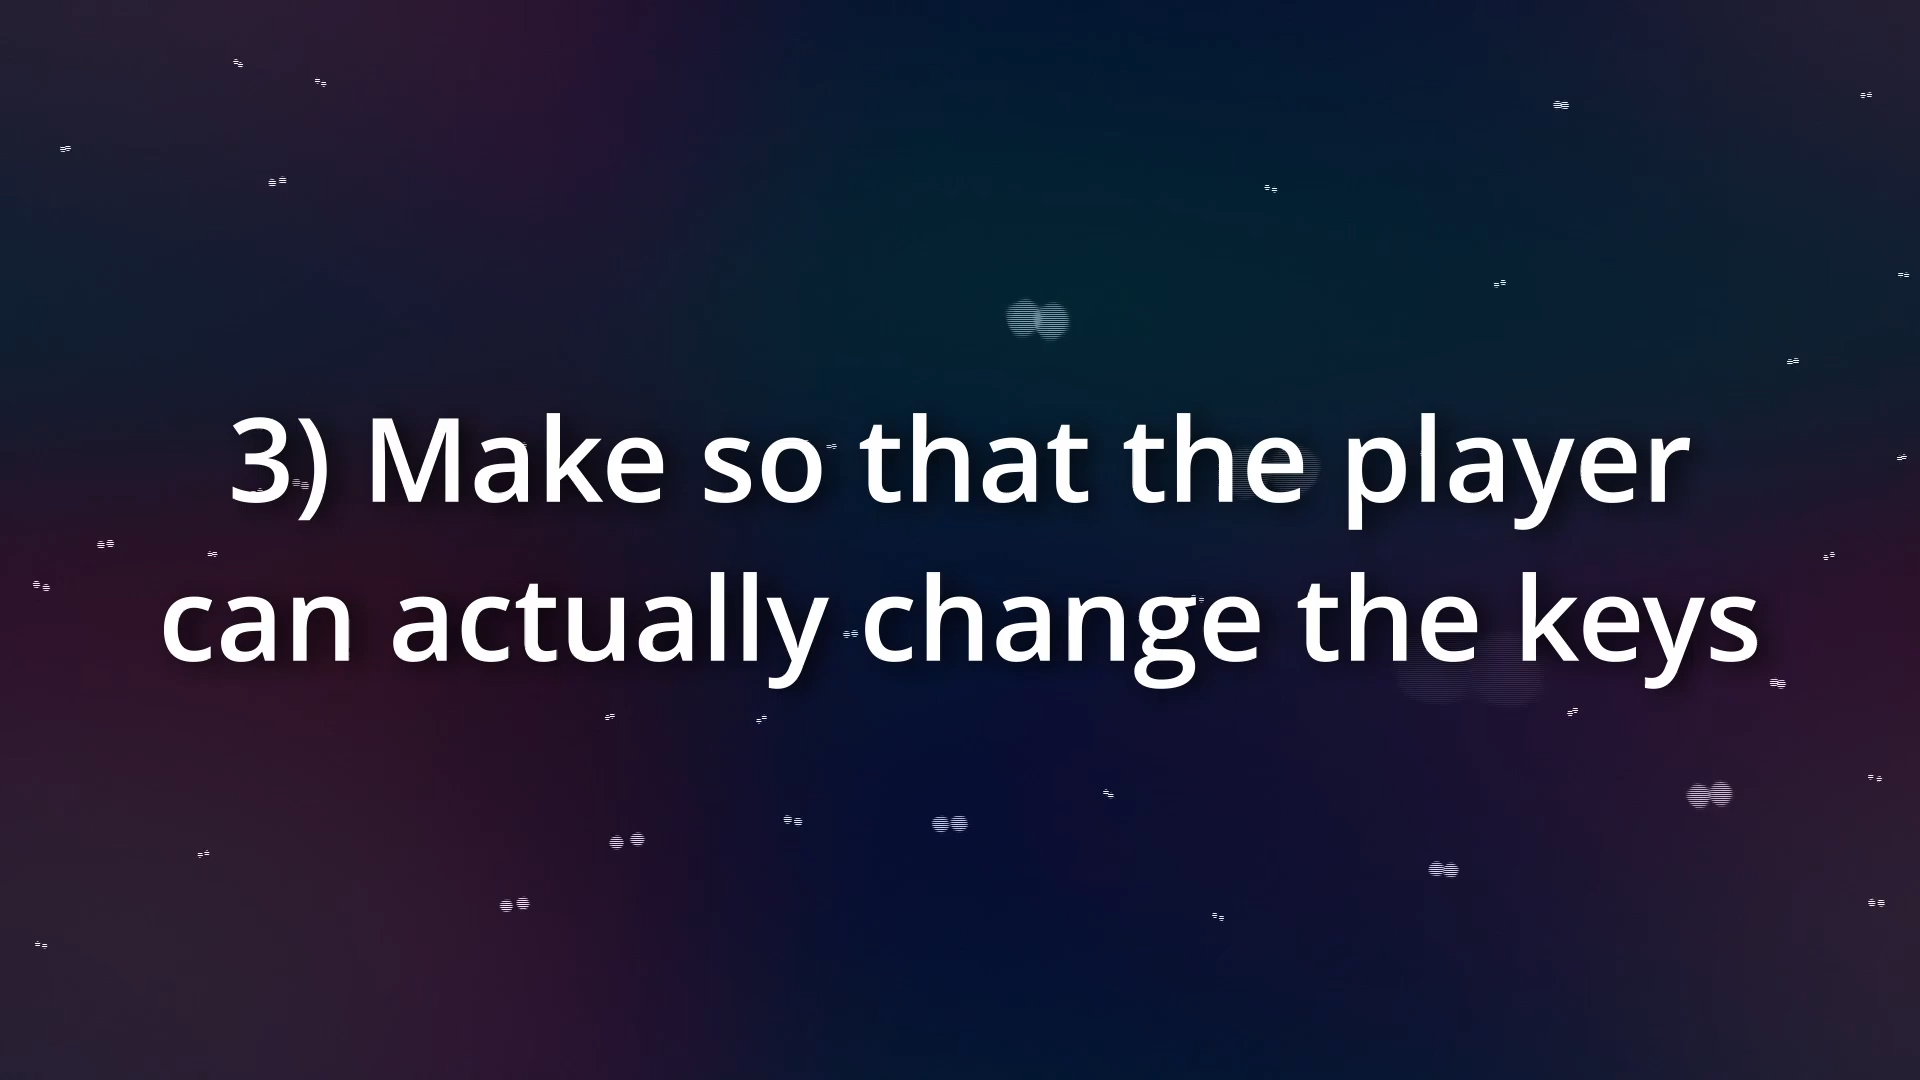 3) Make so that the player
can actually change the keys